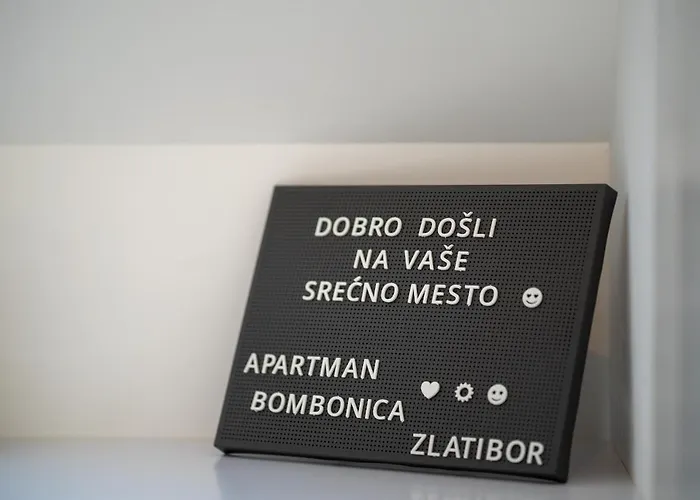 DOBRO DOŠLI
NA VAŠE
SREĆNO MESTO
APARTMAN
BOMBONICA
ZLATIBOR